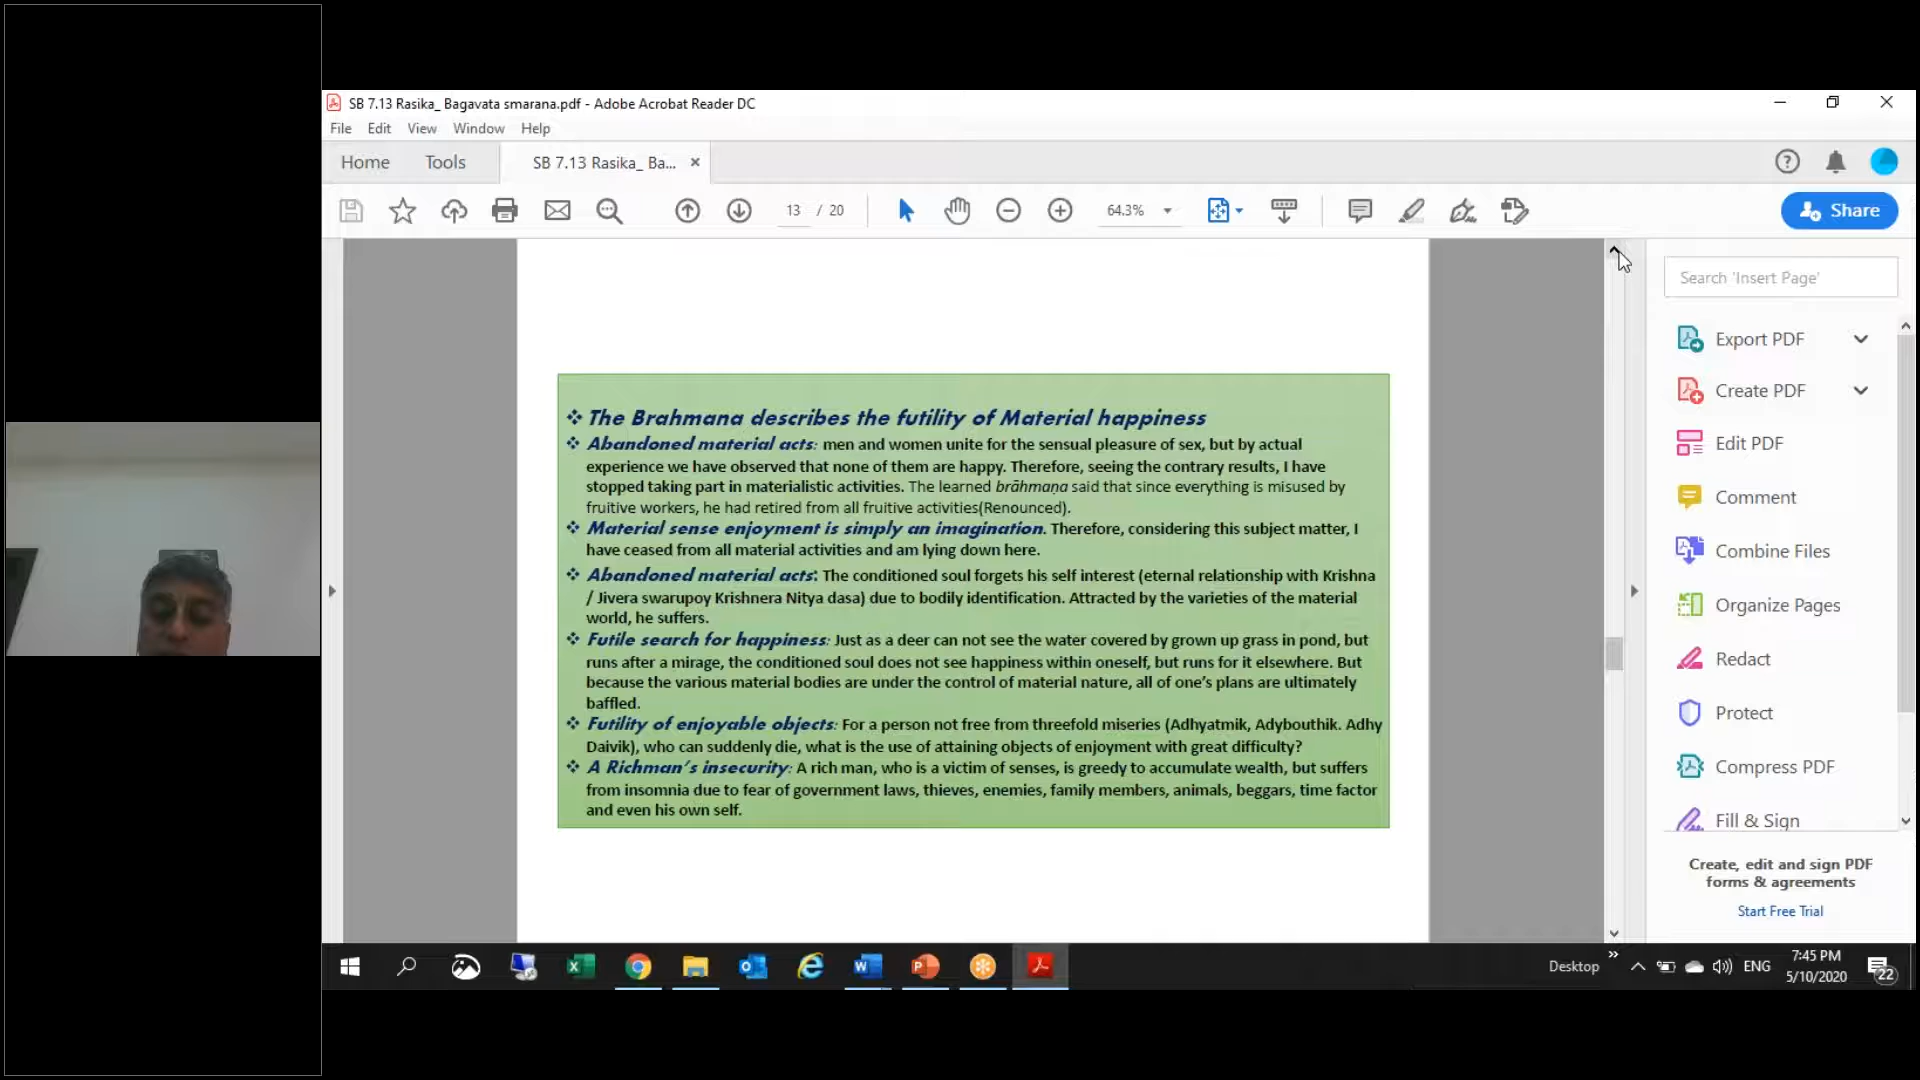 SB 7.13 Rasika_ Bagavata smarana.pdf - Adobe Acrobat Reader DC
File Edit View Window Help
Home Tools SB 7.13 Rasika_ Ba... ×
13 / 20 64.3% Share
Search 'Insert Page'
Export PDF
Create PDF
Edit PDF
Comment
Combine Files
Organize Pages
Redact
Protect
Compress PDF
Fill & Sign
Create, edit and sign PDF
forms & agreements
Start Free Trial
❖ The Brahmana describes the futility of Material happiness
❖ Abandoned material acts: men and women unite for the sensual pleasure of sex, but by actual
experience we have observed that none of them are happy. Therefore, seeing the contrary results, I have
stopped taking part in materialistic activities. The learned brāhmaṇa said that since everything is misused by
fruitive workers, he had retired from all fruitive activities(Renounced).
❖ Material sense enjoyment is simply an imagination. Therefore, considering this subject matter, I
have ceased from all material activities and am lying down here.
❖ Abandoned material acts: The conditioned soul forgets his self interest (eternal relationship with Krishna
/ Jivera swarupoy Krishnera Nitya dasa) due to bodily identification. Attracted by the varieties of the material
world, he suffers.
❖ Futile search for happiness: Just as a deer can not see the water covered by grown up grass in pond, but
runs after a mirage, the conditioned soul does not see happiness within oneself, but runs for it elsewhere. But
because the various material bodies are under the control of material nature, all of one's plans are ultimately
baffled.
❖ Futility of enjoyable objects: For a person not free from threefold miseries (Adhyatmik, Adybouthik. Adhy
Daivik), who can suddenly die, what is the use of attaining objects of enjoyment with great difficulty?
❖ A Richman's insecurity: A rich man, who is a victim of senses, is greedy to accumulate wealth, but suffers
from insomnia due to fear of government laws, thieves, enemies, family members, animals, beggars, time factor
and even his own self.
Desktop ENG 7:45 PM
5/10/2020 22